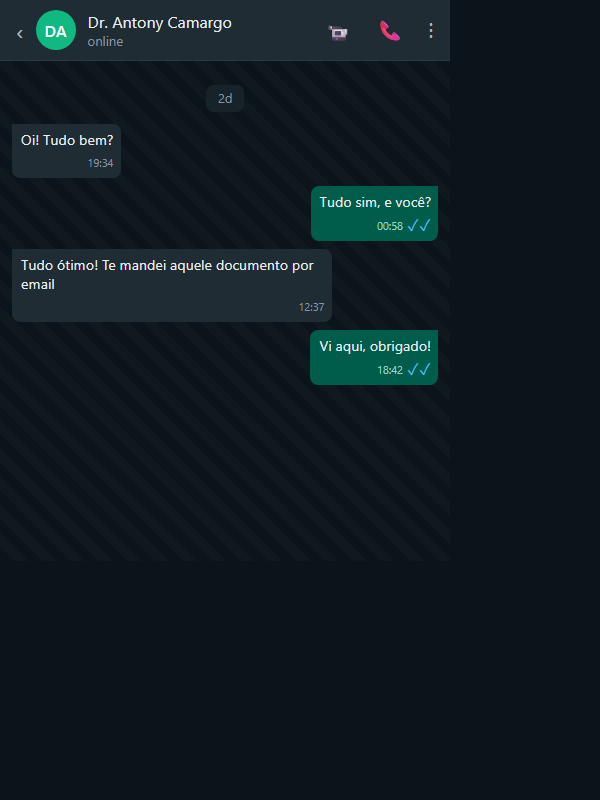 Dr. Antony Camargo
DA
online
2d
Oi! Tudo bem?
19:34
Tudo sim, e você?
00:58
Tudo ótimo! Te mandei aquele documento por
email
12:37
Vi aqui, obrigado!
18:42